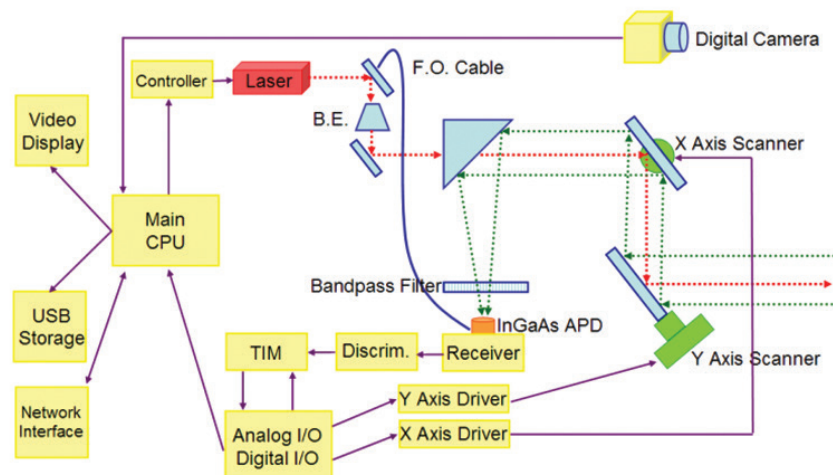 Digital Camera
F.O. Cable
Controller
Laser
Video
Display
B.E.
X Axis Scanner
Main
CPU
Bandpass Filter
USB
Storage
InGaAs APD
TIM
Discrim.
Receiver
Y Axis Scanner
Network
Interface
Y Axis Driver
Analog I/O
Digital I/O
X Axis Driver